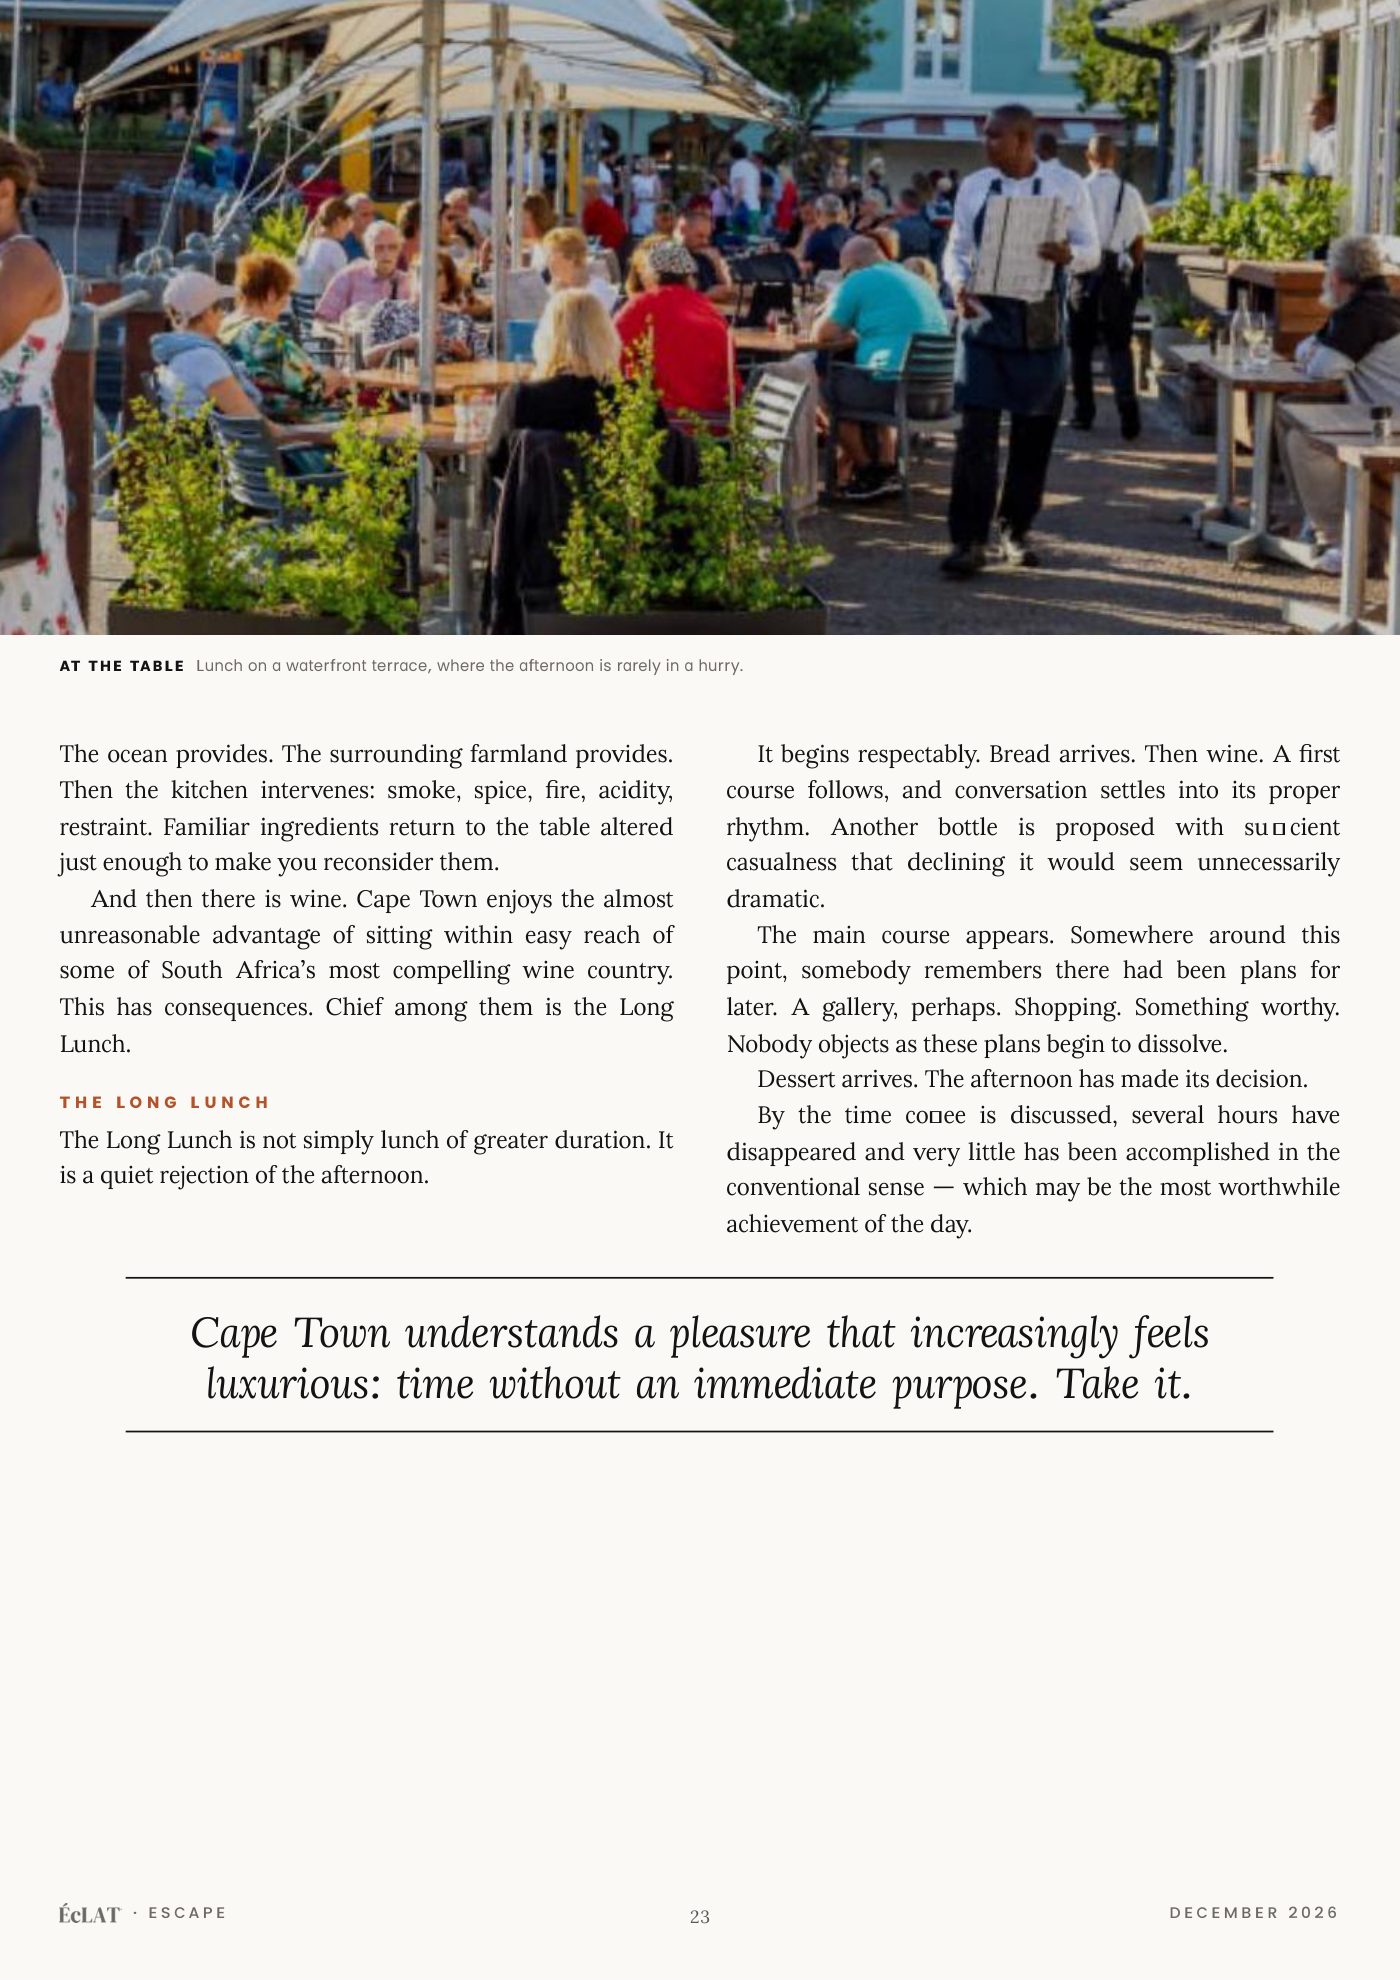 AT THE TABLE Lunch on a waterfront terrace, where the afternoon is rarely in a hurry.
The ocean provides. The surrounding farmland provides.
Then the kitchen intervenes: smoke, spice, fire, acidity,
restraint. Familiar ingredients return to the table altered
just enough to make you reconsider them.
And then there is wine. Cape Town enjoys the almost
unreasonable advantage of sitting within easy reach of
some of South Africa’s most compelling wine country.
This has consequences. Chief among them is the Long
Lunch.
THE LONG LUNCH
The Long Lunch is not simply lunch of greater duration. It
is a quiet rejection of the afternoon.
It begins respectably. Bread arrives. Then wine. A first
course follows, and conversation settles into its proper
rhythm. Another bottle is proposed with su□cient
casualness that declining it would seem unnecessarily
dramatic.
The main course appears. Somewhere around this
point, somebody remembers there had been plans for
later. A gallery, perhaps. Shopping. Something worthy.
Nobody objects as these plans begin to dissolve.
Dessert arrives. The afternoon has made its decision.
By the time co□ee is discussed, several hours have
disappeared and very little has been accomplished in the
conventional sense — which may be the most worthwhile
achievement of the day.
Cape Town understands a pleasure that increasingly feels
luxurious: time without an immediate purpose. Take it.
ÉcLAT · ESCAPE
23
DECEMBER 2026